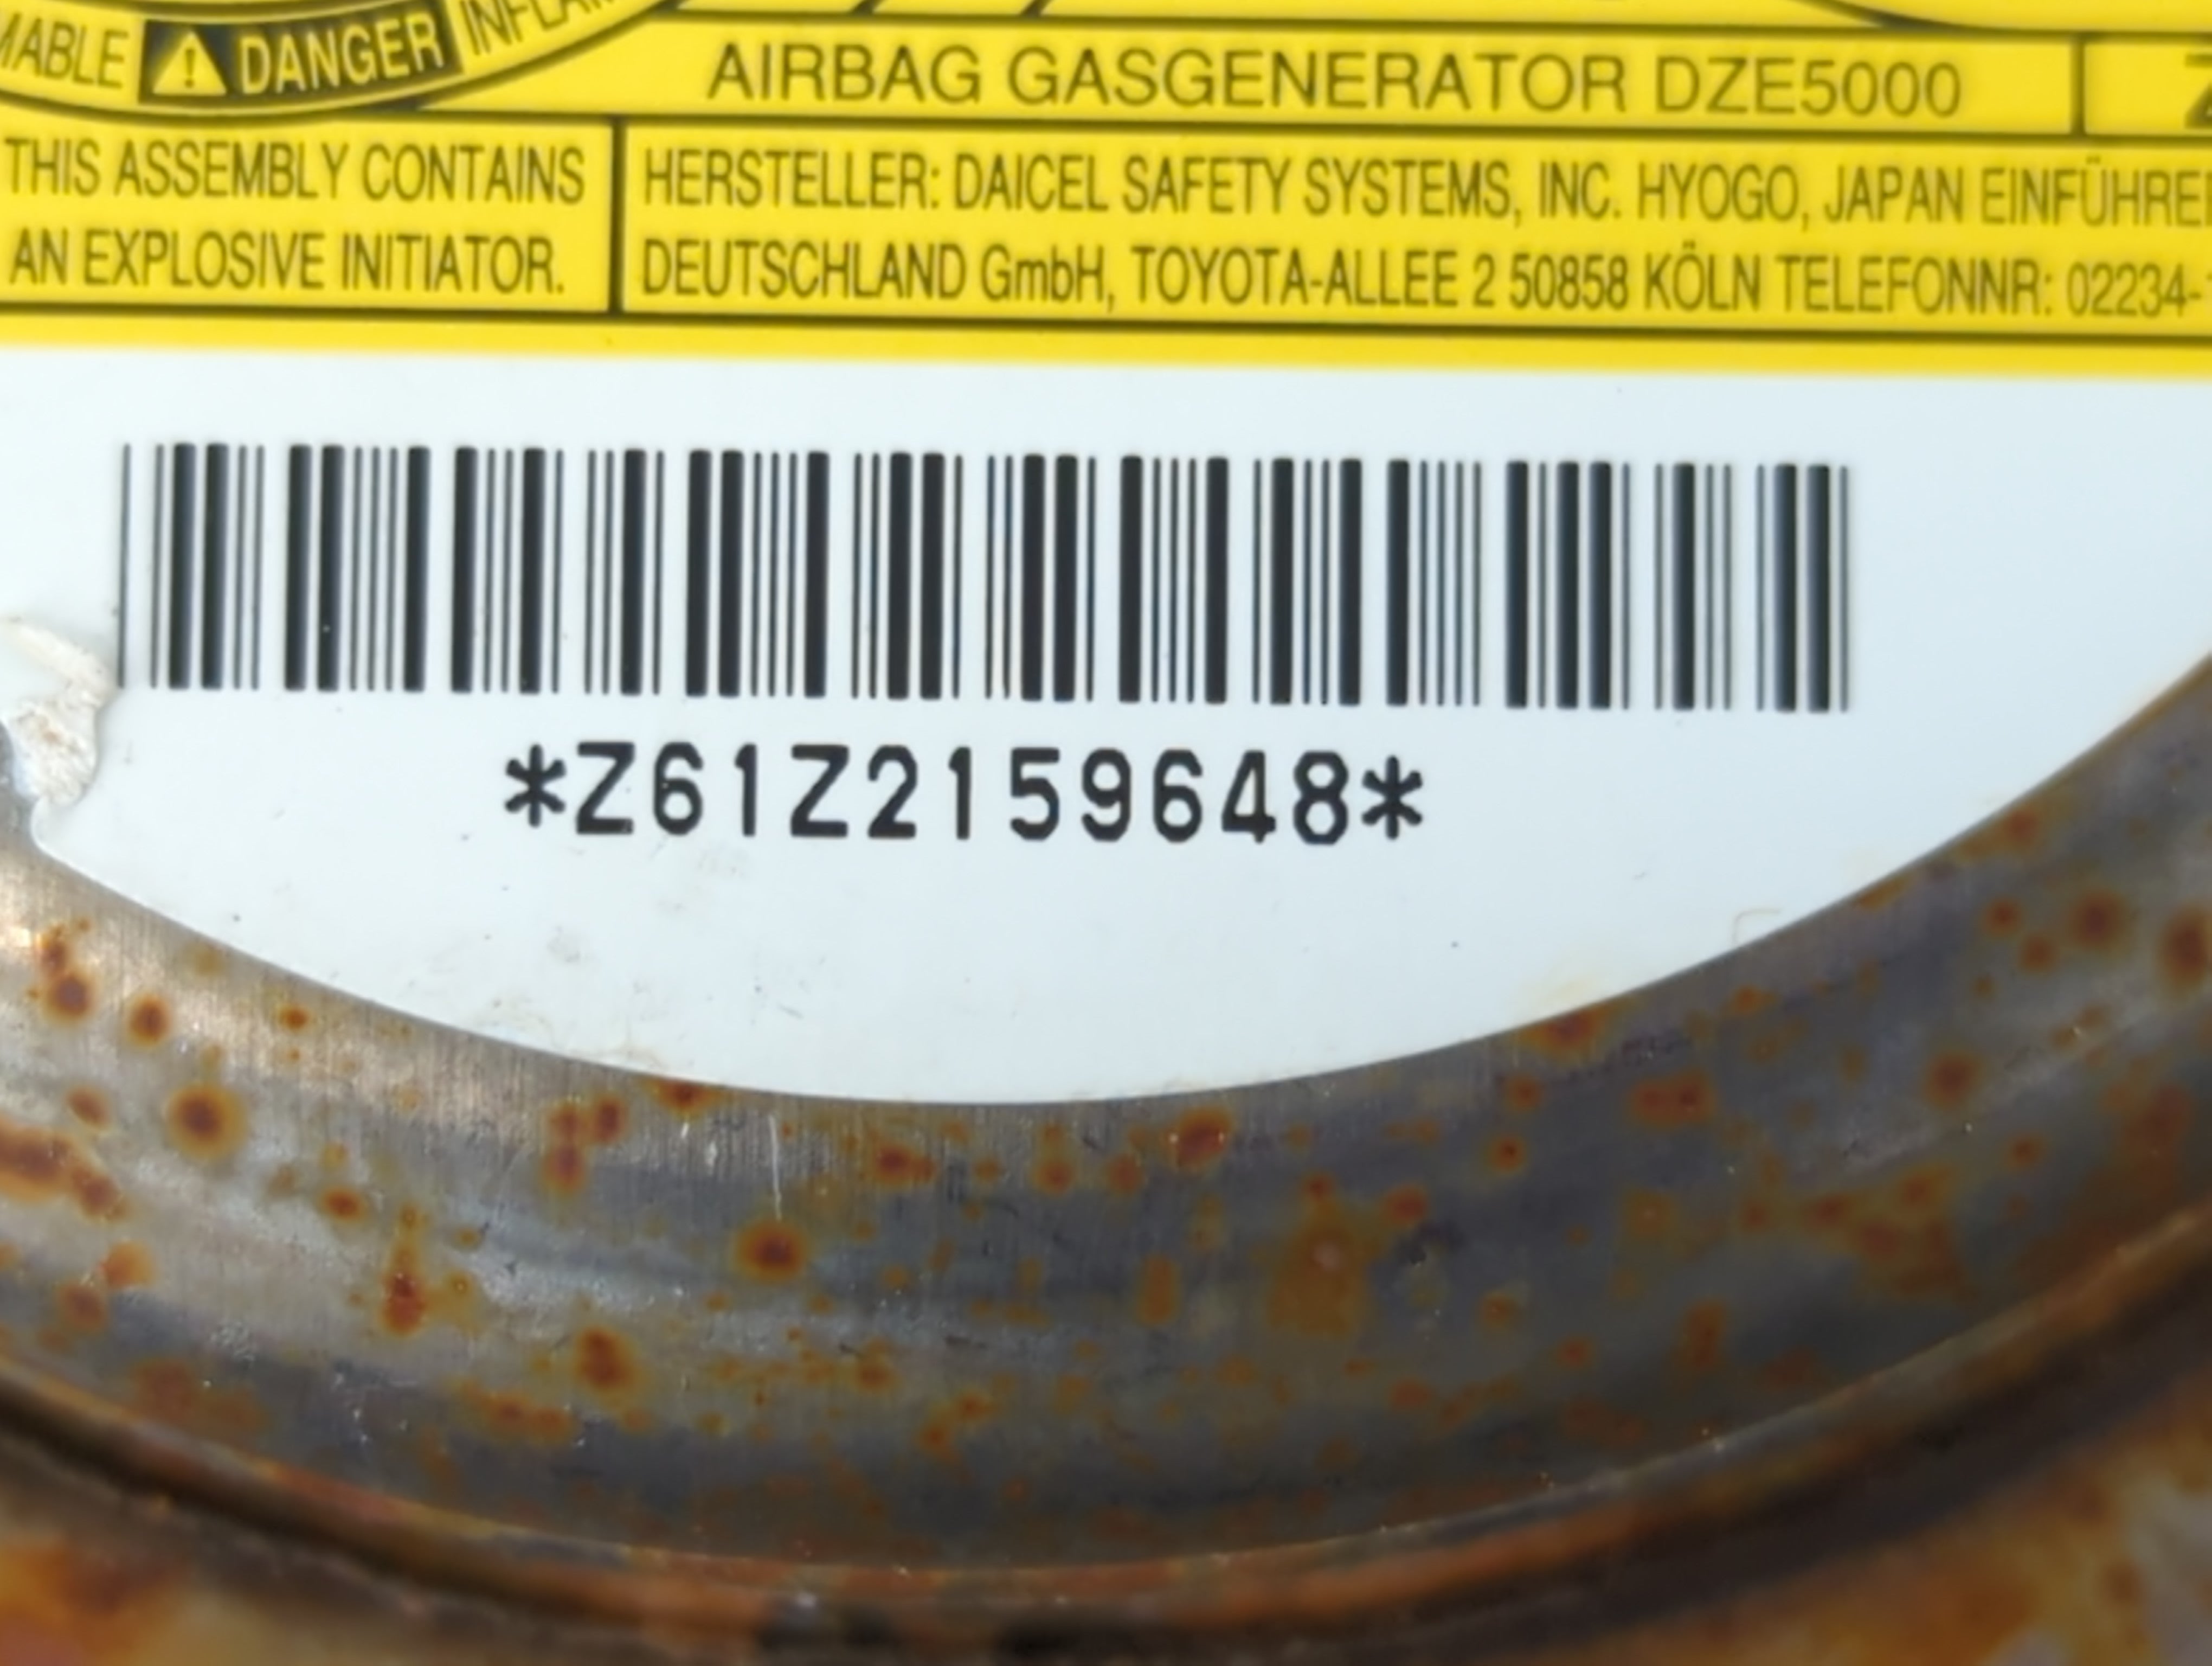 DANGER
AIRBAG GASGENERATOR DZE5000
THIS ASSEMBLY CONTAINS
AN EXPLOSIVE INITIATOR.
HERSTELLER: DAICEL SAFETY SYSTEMS, INC. HYOGO, JAPAN
DEUTSCHLAND GmbH, TOYOTA-ALLEE 2 50858 KÖLN TELEFONNR: 02234-
*Z61Z2159648*